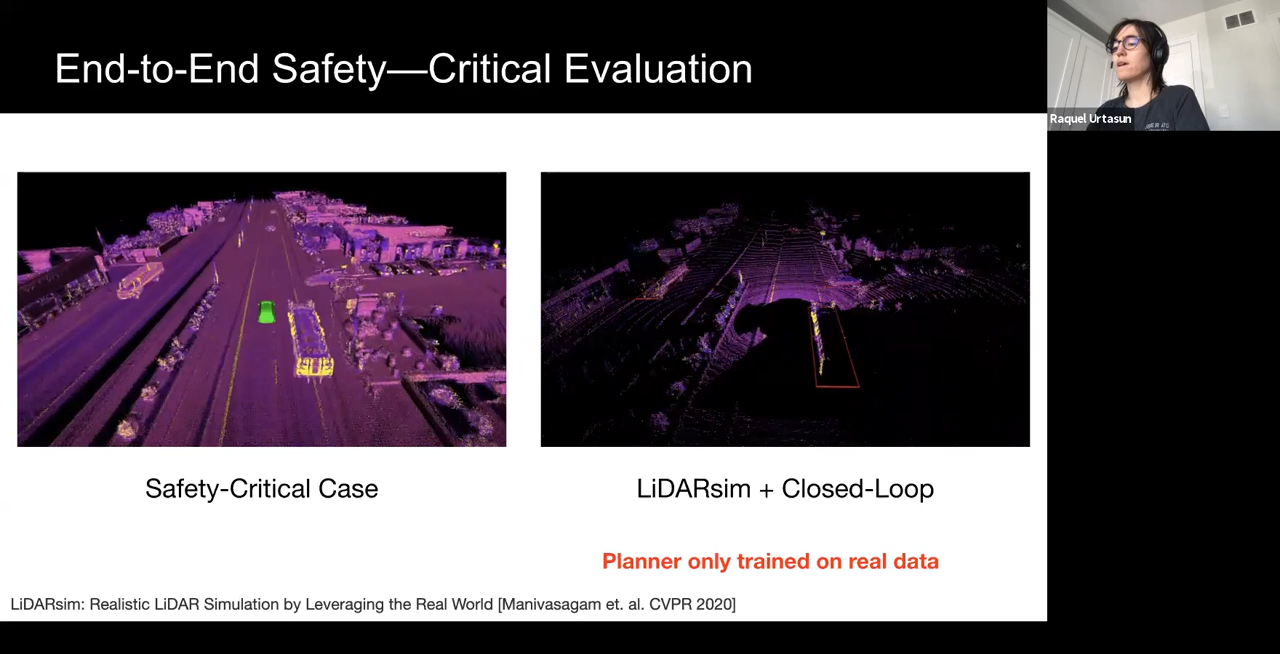 End-to-End Safety—Critical Evaluation
Raquel Urtasun
Safety-Critical Case
LiDARsim + Closed-Loop
Planner only trained on real data
LiDARsim: Realistic LiDAR Simulation by Leveraging the Real World [Manivasagam et. al. CVPR 2020]